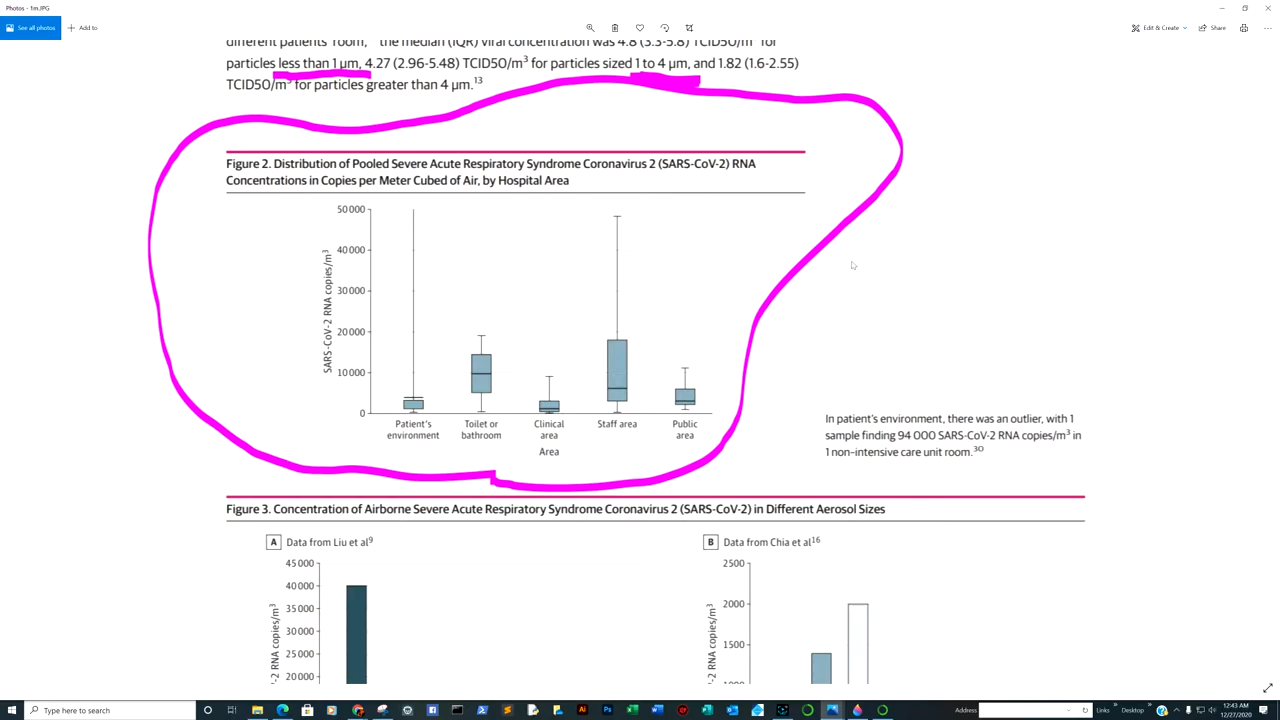 Photos - 1m.JPG
See all photos
Add to
Edit & Create
Share
different patients' room, the median (IQR) viral concentration was 4.8 (3.3-5.8) TCID50/m3 for
particles less than 1 μm, 4.27 (2.96-5.48) TCID50/m3 for particles sized 1 to 4 μm, and 1.82 (1.6-2.55)
TCID50/m3 for particles greater than 4 μm.13
Figure 2. Distribution of Pooled Severe Acute Respiratory Syndrome Coronavirus 2 (SARS-CoV-2) RNA
Concentrations in Copies per Meter Cubed of Air, by Hospital Area
SARS-CoV-2 RNA copies/m3
50 000
40 000
30 000
20 000
10 000
0
Patient's environment
Toilet or bathroom
Clinical area
Staff area
Public area
Area
In patient's environment, there was an outlier, with 1
sample finding 94 000 SARS-CoV-2 RNA copies/m3 in
1 non-intensive care unit room.30
Figure 3. Concentration of Airborne Severe Acute Respiratory Syndrome Coronavirus 2 (SARS-CoV-2) in Different Aerosol Sizes
A Data from Liu et al9
45 000
40 000
35 000
30 000
25 000
20 000
-2 RNA copies/m3
B Data from Chia et al16
2500
2000
1500
-2 RNA copies/m3
Type here to search
Address
Links
Desktop
12:43 AM
12/27/2020